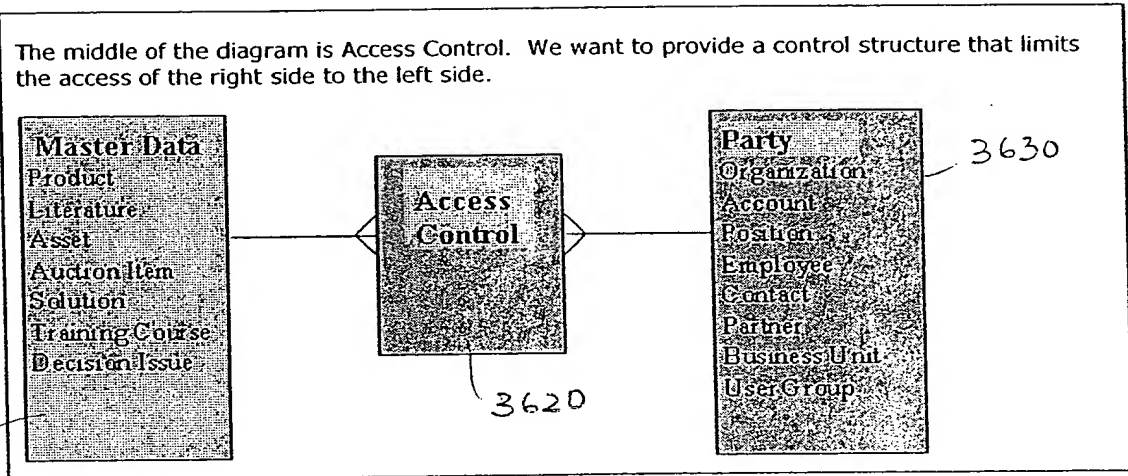 The middle of the diagram is Access Control. We want to provide a control structure that limits
the access of the right side to the left side.
Master Data
Product
Literature
Asset
Auction Item
Solution
Training Course
Decision Issue
Access
Control
3620
Party
Organization
Account
Position
Employee
Contact
Partner
Business Unit
User Group
3630